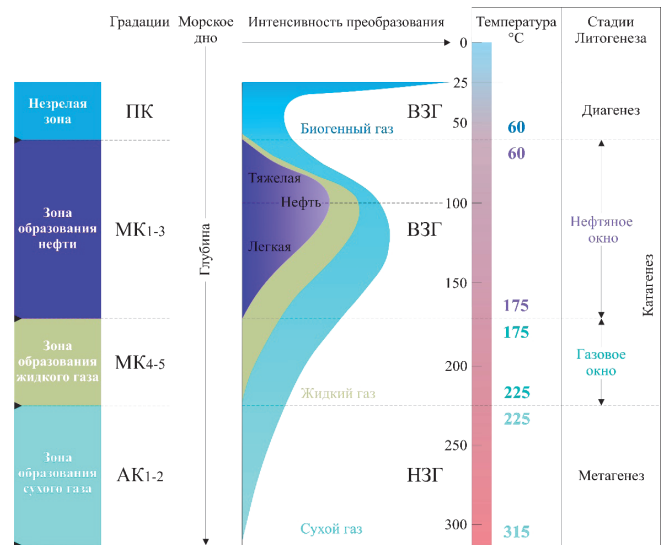 Градации
Морское
дно
Интенсивность преобразования
Температура
°C
Стадии
Литогенеза
0
25
50
100
150
200
250
300
Незрелая
зона
ПК
Биогенный газ
ВЗГ
60
Диагенез
60
Зона
образования
нефти
МК1-3
Глубина
Тяжелая
Нефть
Легкая
ВЗГ
175
Нефтяное
окно
Катагенез
Зона
образования
жидкого газа
МК4-5
Жидкий газ
175
225
Газовое
окно
Зона
образования
сухого газа
АК1-2
Сухой газ
НЗГ
225
315
Метагенез